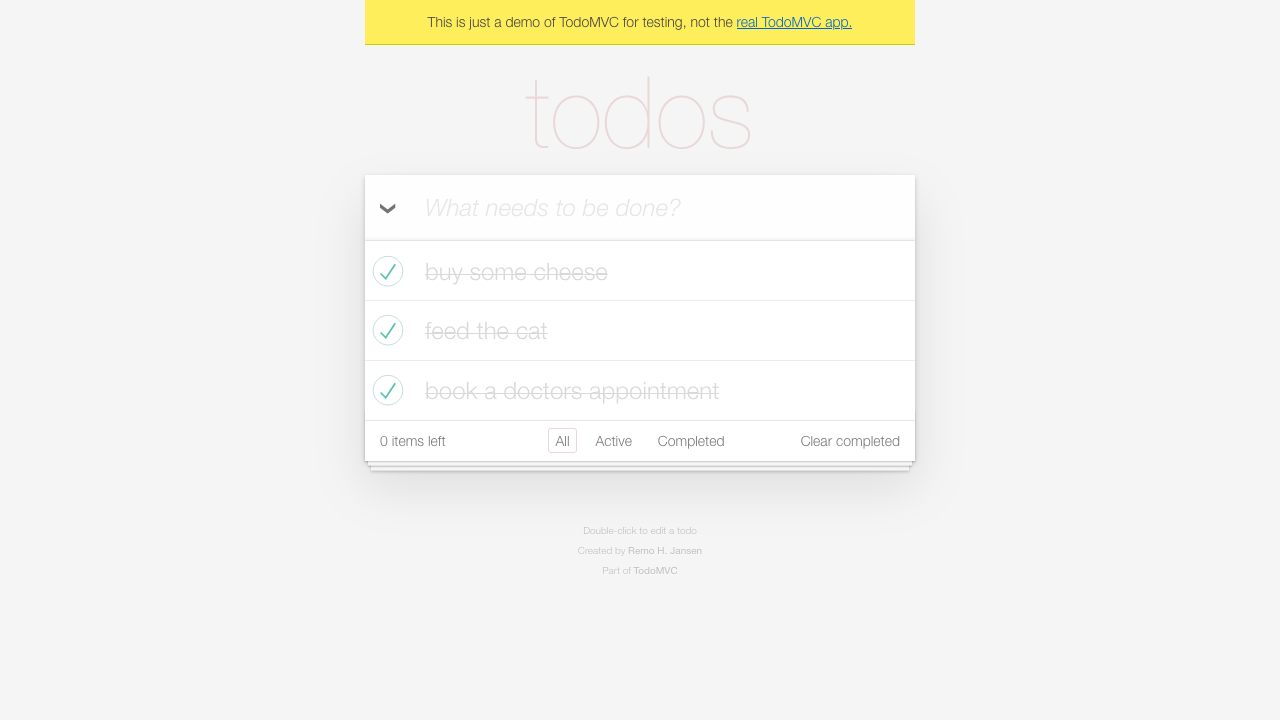 This is just a demo of TodoMVC for testing, not the real TodoMVC app.
todos
What needs to be done?
buy some cheese
feed the cat
book a doctors appointment
0 items left All Active Completed Clear completed
Double-click to edit a todo
Created by Remo H. Jansen
Part of TodoMVC